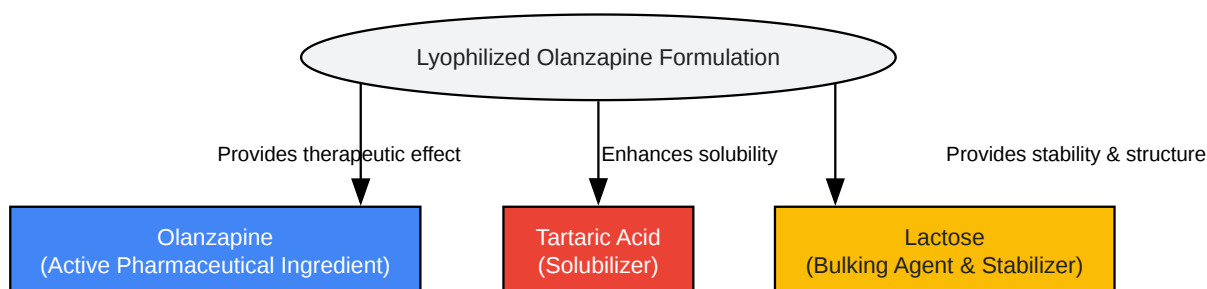 Lyophilized Olanzapine Formulation
Provides therapeutic effect
Enhances solubility
Provides stability & structure
Olanzapine
(Active Pharmaceutical Ingredient)
Tartaric Acid
(Solubilizer)
Lactose
(Bulking Agent & Stabilizer)